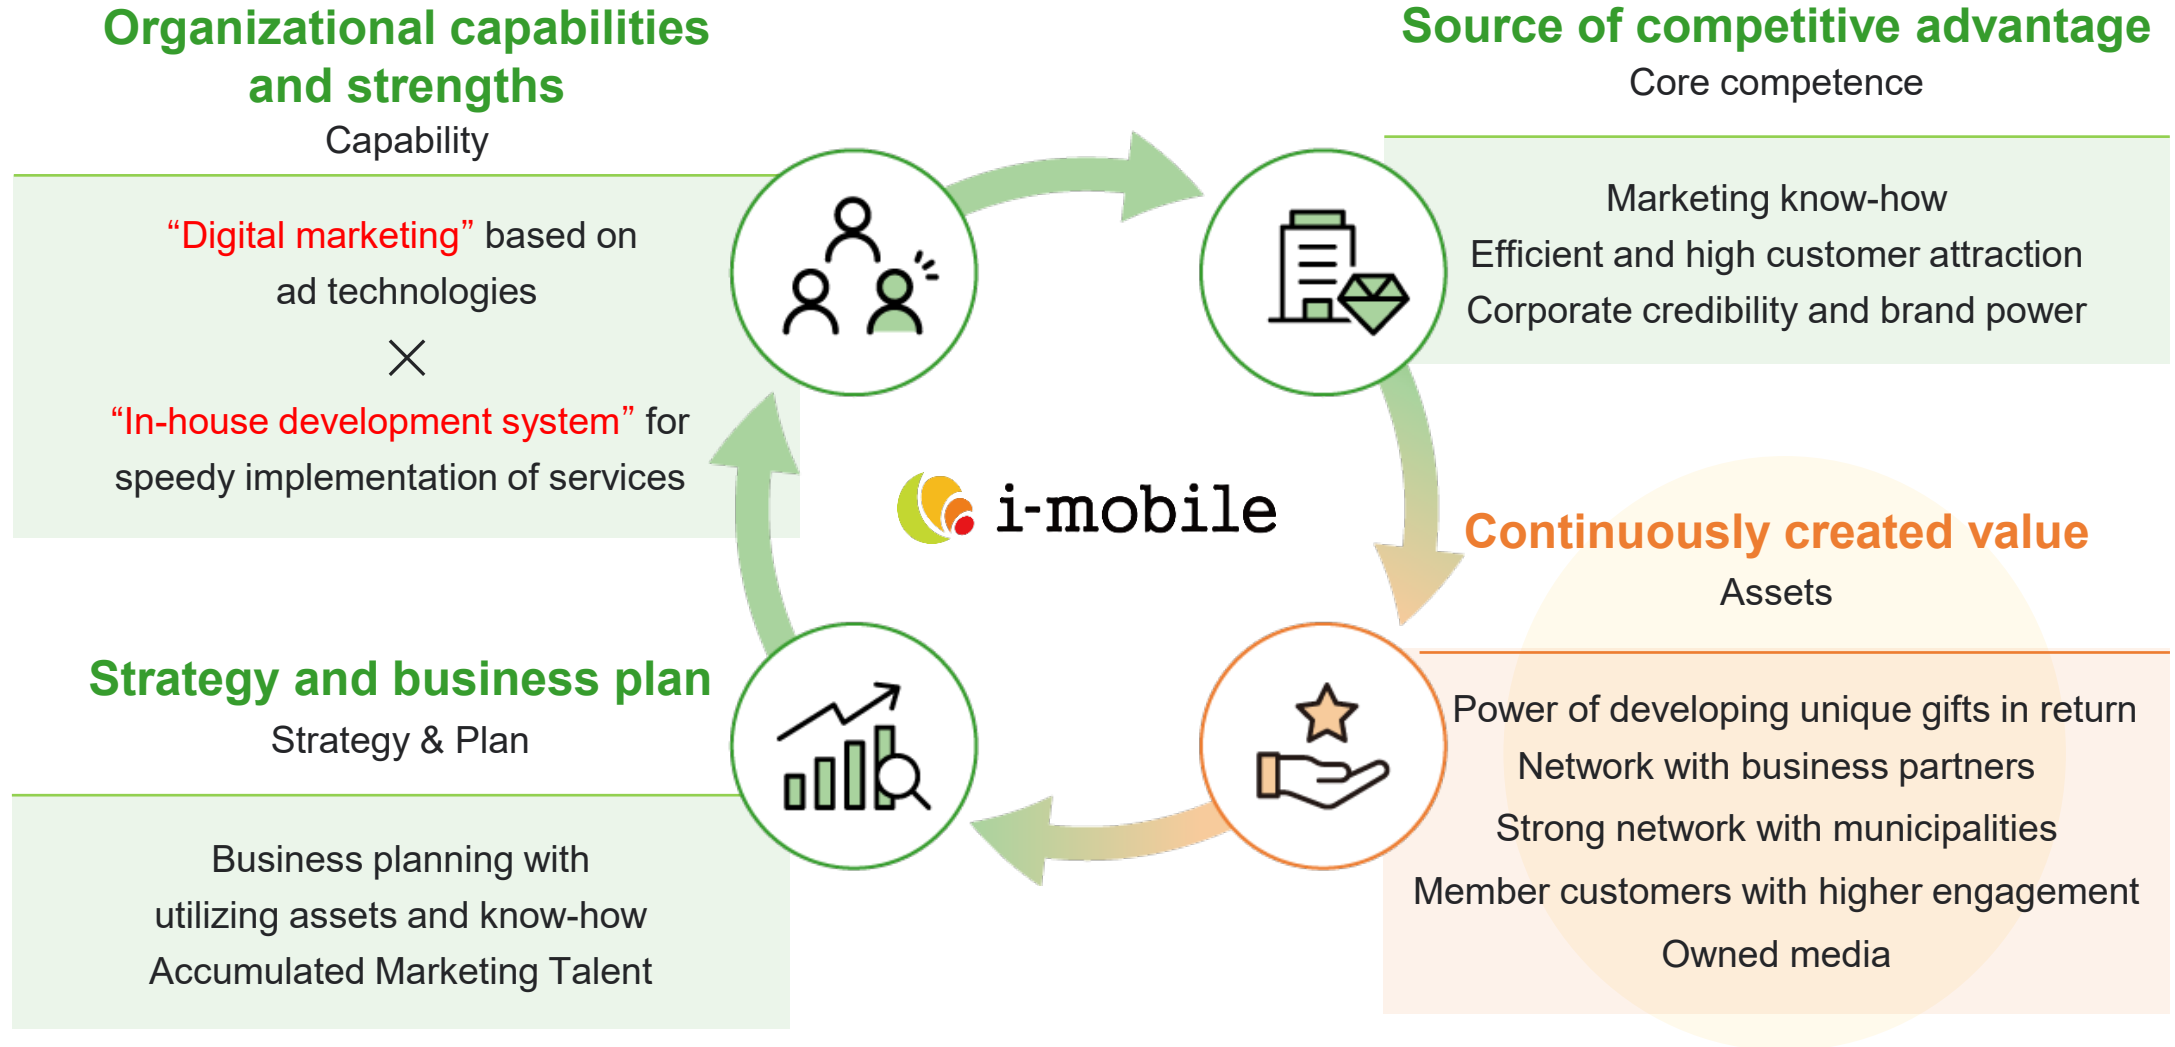 Organizational capabilities
and strengths
Capability
“Digital marketing” based on
ad technologies
×
“In-house development system” for
speedy implementation of services
Source of competitive advantage
Core competence
Marketing know-how
Efficient and high customer attraction
Corporate credibility and brand power
i-mobile
Continuously created value
Assets
Power of developing unique gifts in return
Network with business partners
Strong network with municipalities
Member customers with higher engagement
Owned media
Strategy and business plan
Strategy & Plan
Business planning with
utilizing assets and know-how
Accumulated Marketing Talent